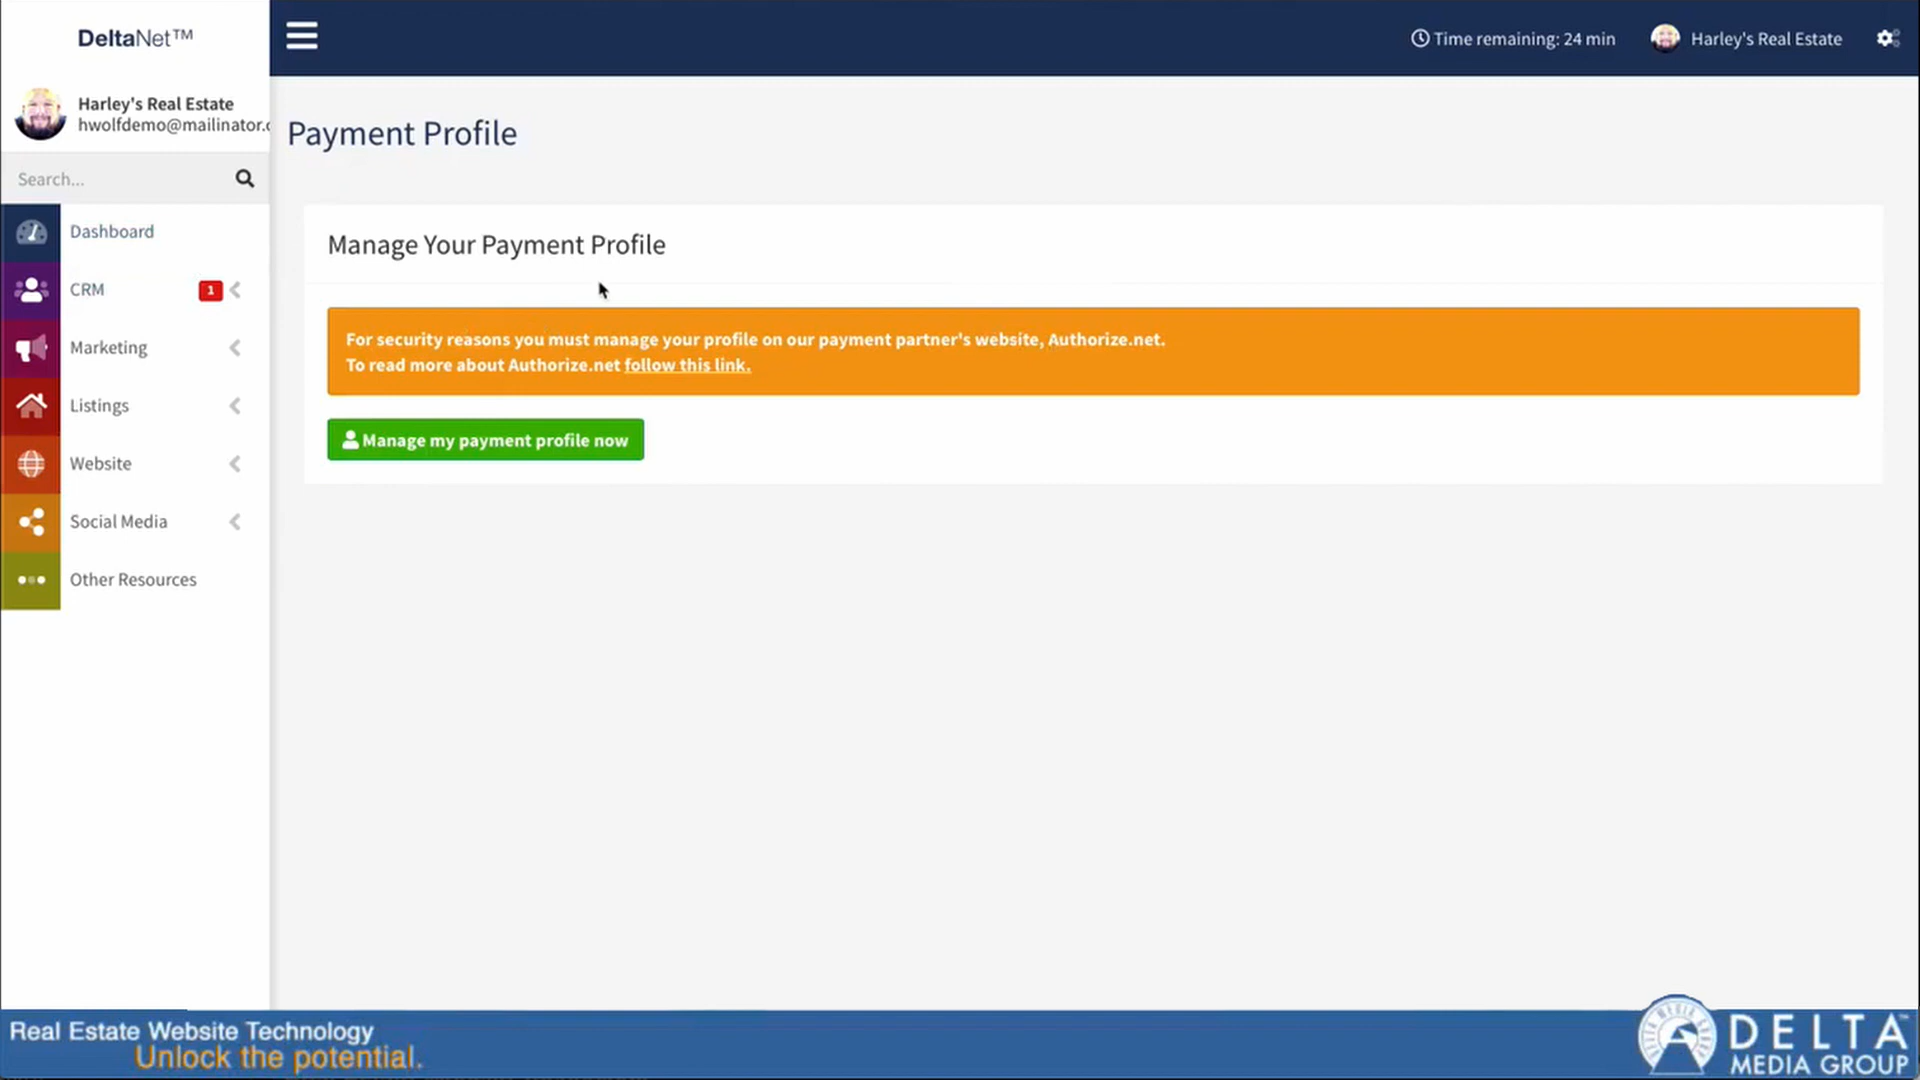 DeltaNet™
Time remaining: 24 min
Harley's Real Estate
Harley's Real Estate
hwolfdemo@mailinator.c
Search...
Dashboard
CRM
1
Marketing
Listings
Website
Social Media
Other Resources
Payment Profile
Manage Your Payment Profile
For security reasons you must manage your profile on our payment partner's website, Authorize.net.
To read more about Authorize.net follow this link.
Manage my payment profile now
Real Estate Website Technology
Unlock the potential.
DELTA™
MEDIA GROUP